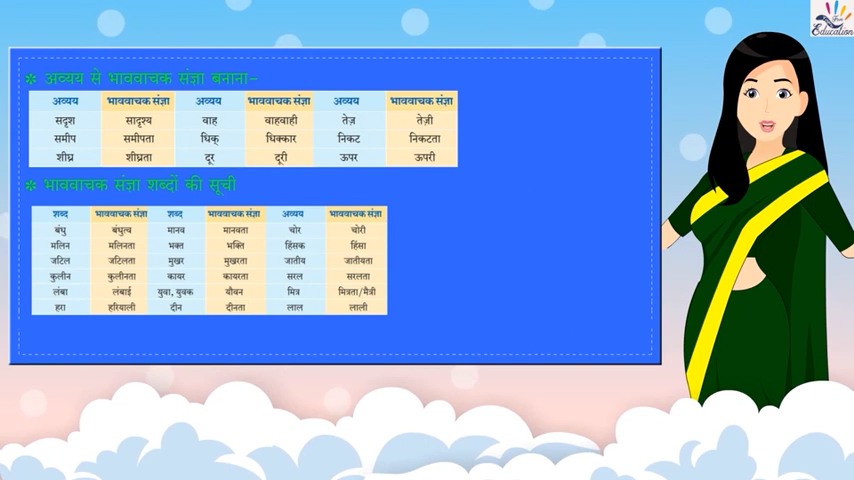 Fun
Education
* अव्यय से भाववाचक संज्ञा बनाना–
अव्यय भाववाचक संज्ञा अव्यय भाववाचक संज्ञा अव्यय भाववाचक संज्ञा
सदृश सादृश्य वाह वाहवाही तेज़ तेज़ी
समीप समीपता धिक् धिक्कार निकट निकटता
शीघ्र शीघ्रता दूर दूरी ऊपर ऊपरी
* भाववाचक संज्ञा शब्दों की सूची
शब्द भाववाचक संज्ञा शब्द भाववाचक संज्ञा अव्यय भाववाचक संज्ञा
बंधु बंधुत्व मानव मानवता चोर चोरी
मलिन मलिनता भक्त भक्ति हिंसक हिंसा
जटिल जटिलता मुखर मुखरता जातीय जातीयता
कुलीन कुलीनता कायर कायरता सरल सरलता
लंबा लंबाई युवा, युवक यौवन मित्र मित्रता/मैत्री
हरा हरियाली दीन दीनता लाल लाली